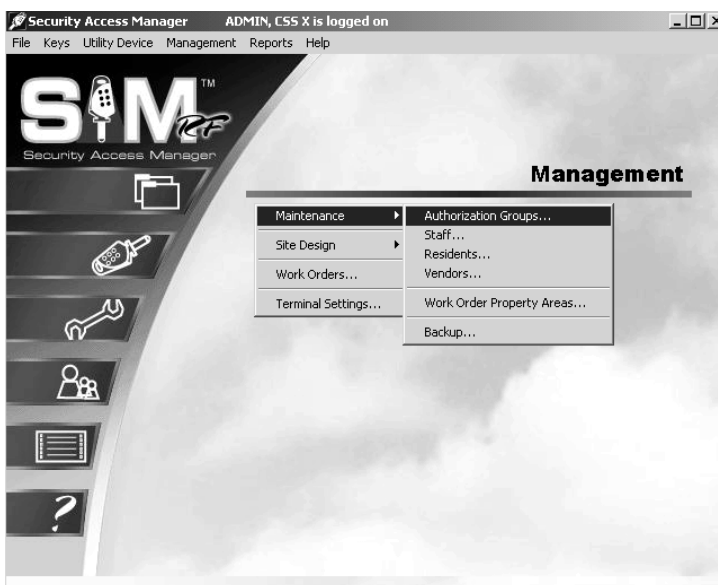 Security Access Manager ADMIN, CSS X is logged on
File Keys Utility Device Management Reports Help
SAM TM
RF
Security Access Manager
Management
Maintenance
Site Design
Work Orders...
Terminal Settings...
Authorization Groups...
Staff...
Residents...
Vendors...
Work Order Property Areas...
Backup...
?